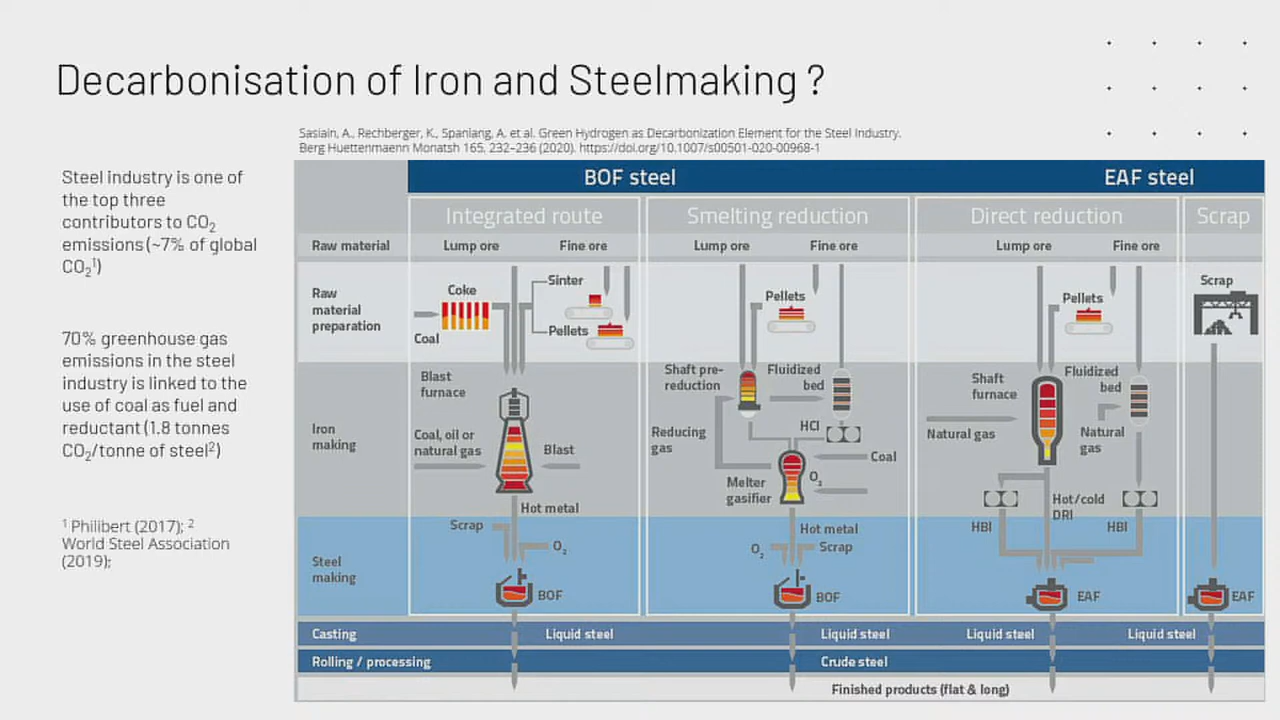 Decarbonisation of Iron and Steelmaking ?
Sasiain, A., Rechberger, K., Spanlang, A. et al. Green Hydrogen as Decarbonization Element for the Steel Industry.
Berg Huettenmaenn Monatsh 165, 232–236 (2020). https://doi.org/10.1007/s00501-020-00968-1
Steel industry is one of
the top three
contributors to CO2
emissions (~7% of global
CO2¹)
70% greenhouse gas
emissions in the steel
industry is linked to the
use of coal as fuel and
reductant (1.8 tonnes
CO2/tonne of steel²)
¹ Philibert (2017); ²
World Steel Association
(2019);
BOF steel
EAF steel
Integrated route
Smelting reduction
Direct reduction
Scrap
Raw material
Lump ore
Fine ore
Lump ore
Fine ore
Lump ore
Fine ore
Raw
material
preparation
Coke
Sinter
Coal
Pellets
Pellets
Pellets
Scrap
Iron
making
Blast
furnace
Coal, oil or
natural gas
Blast
Hot metal
Shaft pre-
reduction
Fluidized
bed
HCI
Reducing
gas
Coal
Melter
gasifier
O2
Hot metal
Shaft
furnace
Fluidized
bed
Natural gas
Natural
gas
Hot/cold
DRI
HBI
HBI
Steel
making
Scrap
O2
BOF
O2
Scrap
BOF
EAF
EAF
Casting
Liquid steel
Liquid steel
Liquid steel
Liquid steel
Rolling / processing
Crude steel
Finished products (flat & long)